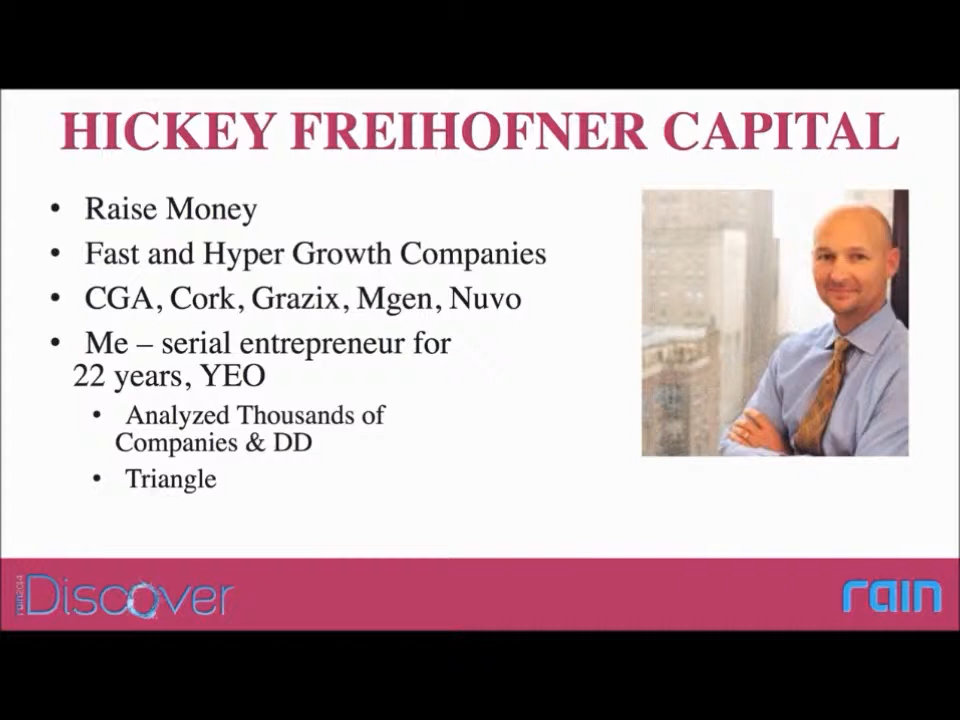 HICKEY FREIHOFNER CAPITAL
• Raise Money
• Fast and Hyper Growth Companies
• CGA, Cork, Grazix, Mgen, Nuvo
• Me – serial entrepreneur for
22 years, YEO
• Analyzed Thousands of
Companies & DD
• Triangle
rain2014
Discover
rain